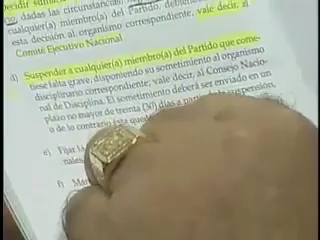 dadas las circunstancias,
cualquier miembro(a) del Partido,
esta decisión al organismo correspondiente, vale decir, al
Comité Ejecutivo Nacional
d) Suspender a cualquier(a) miembro(a) del Partido que come-
tiese falta grave, disponiendo su sometimiento al organismo
disciplinario correspondiente, vale decir, al Consejo Nacio-
nal de Disciplina. El sometimiento deberá ser enviado en un
plazo no mayor de treinta (30) días a partir de la suspensión,
o de lo contrario ésta
e) Fijar la
nales,
f)